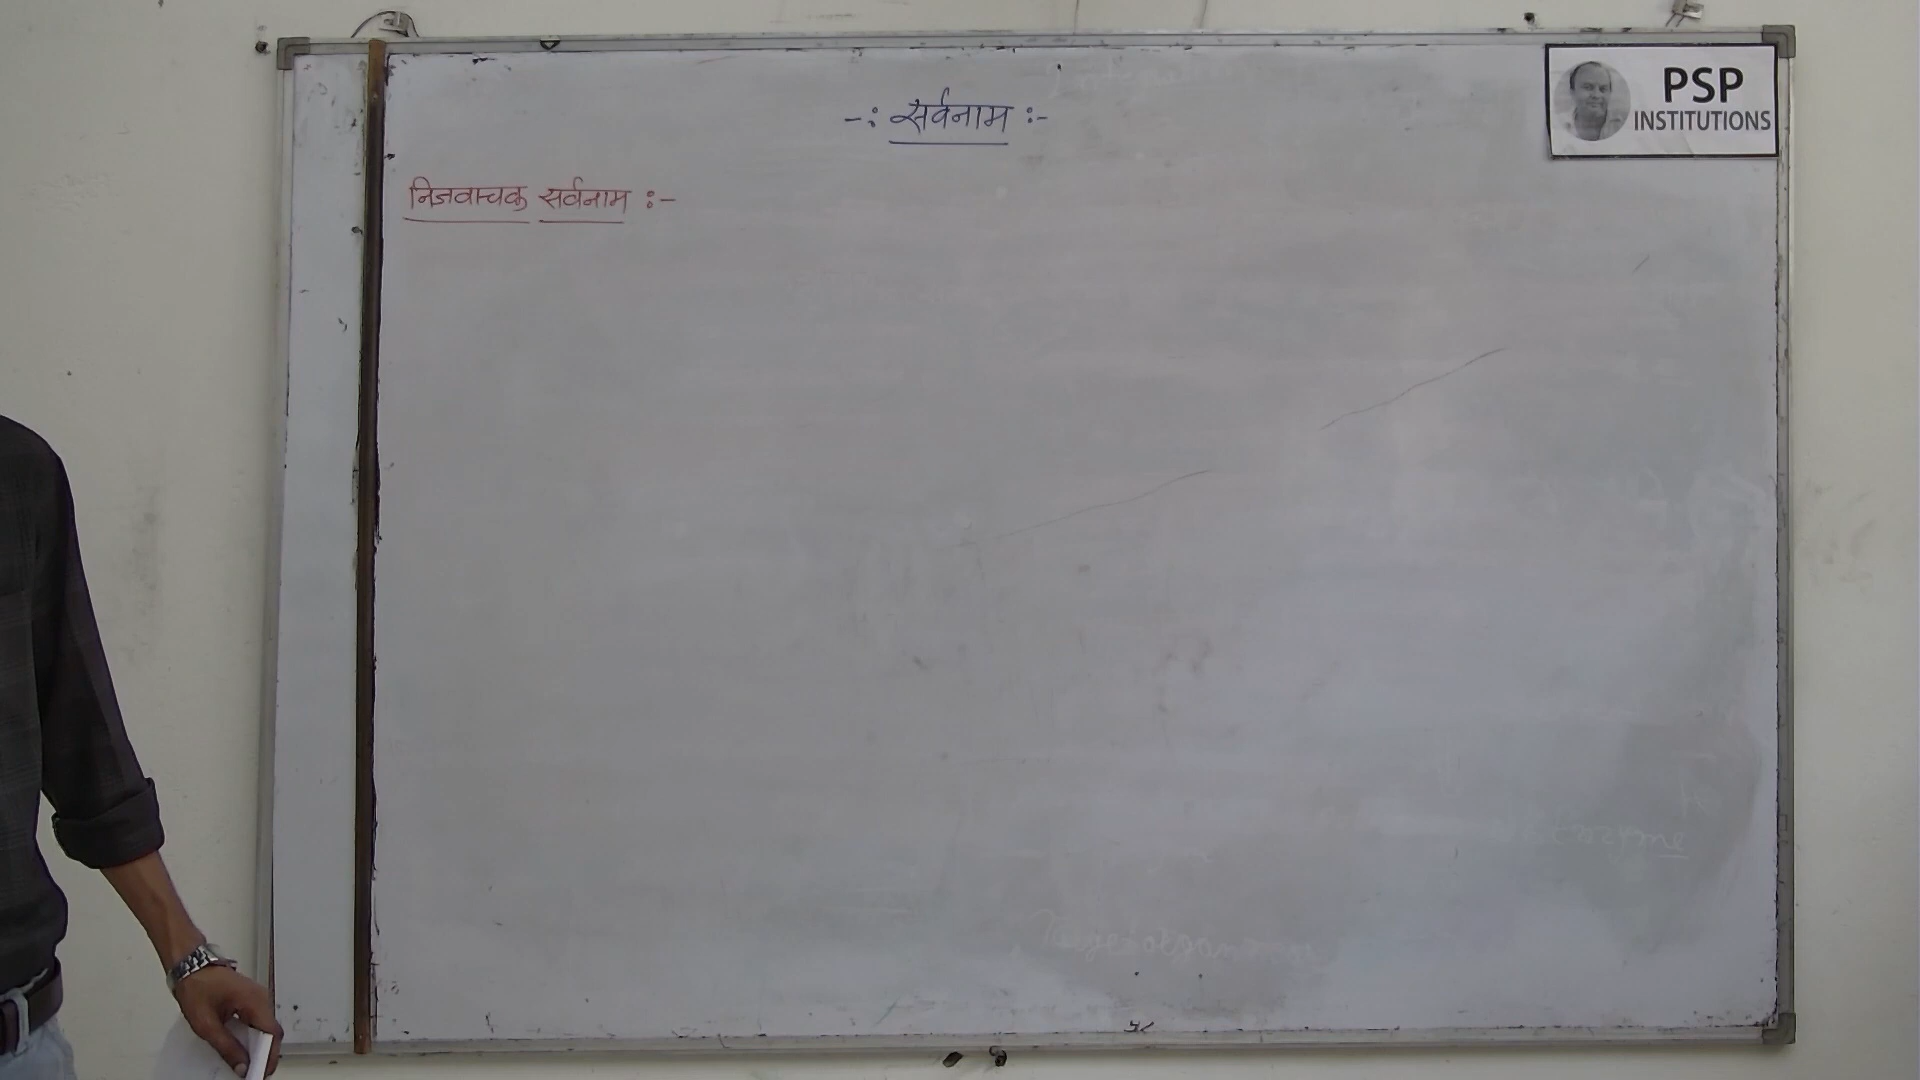 -: सर्वनाम :-
PSP
INSTITUTIONS
निजवाचक सर्वनाम :-